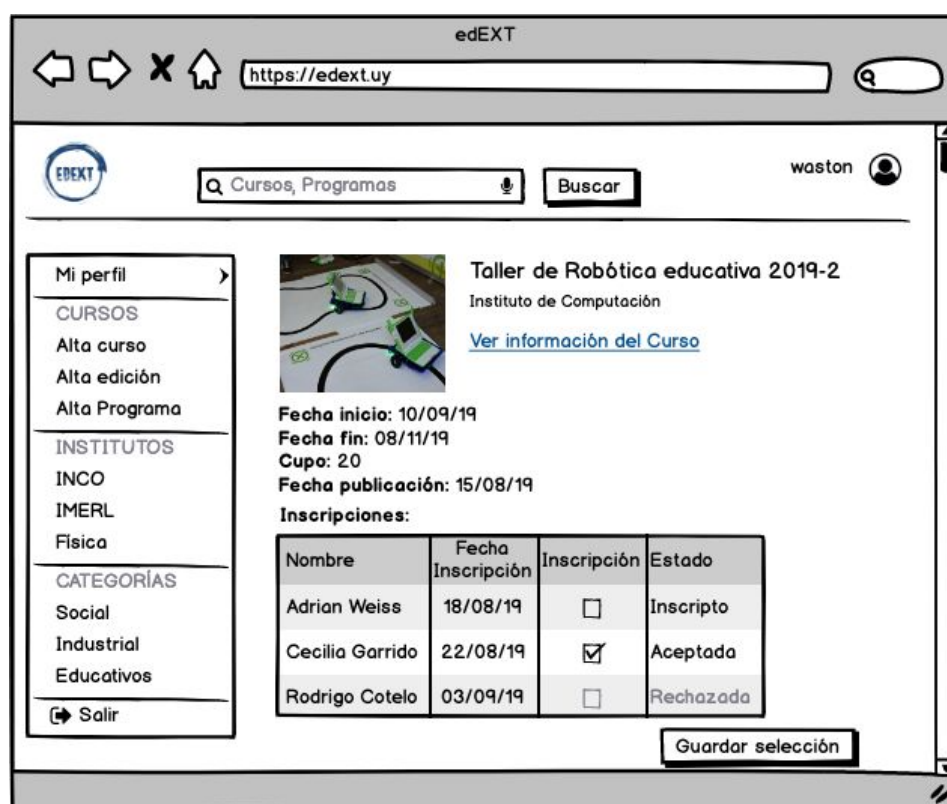 edEXT
https://edext.uy
EDEXT
Cursos, Programas
Buscar
waston
Mi perfil
CURSOS
Alta curso
Alta edición
Alta Programa
INSTITUTOS
INCO
IMERL
Física
CATEGORÍAS
Social
Industrial
Educativos
Salir
Taller de Robótica educativa 2019-2
Instituto de Computación
Ver información del Curso
Fecha inicio: 10/09/19
Fecha fin: 08/11/19
Cupo: 20
Fecha publicación: 15/08/19
Inscripciones:
Nombre Fecha Inscripción Inscripción Estado
Adrian Weiss 18/08/19 Inscripto
Cecilia Garrido 22/08/19 Aceptada
Rodrigo Cotelo 03/09/19 Rechazada
Guardar selección